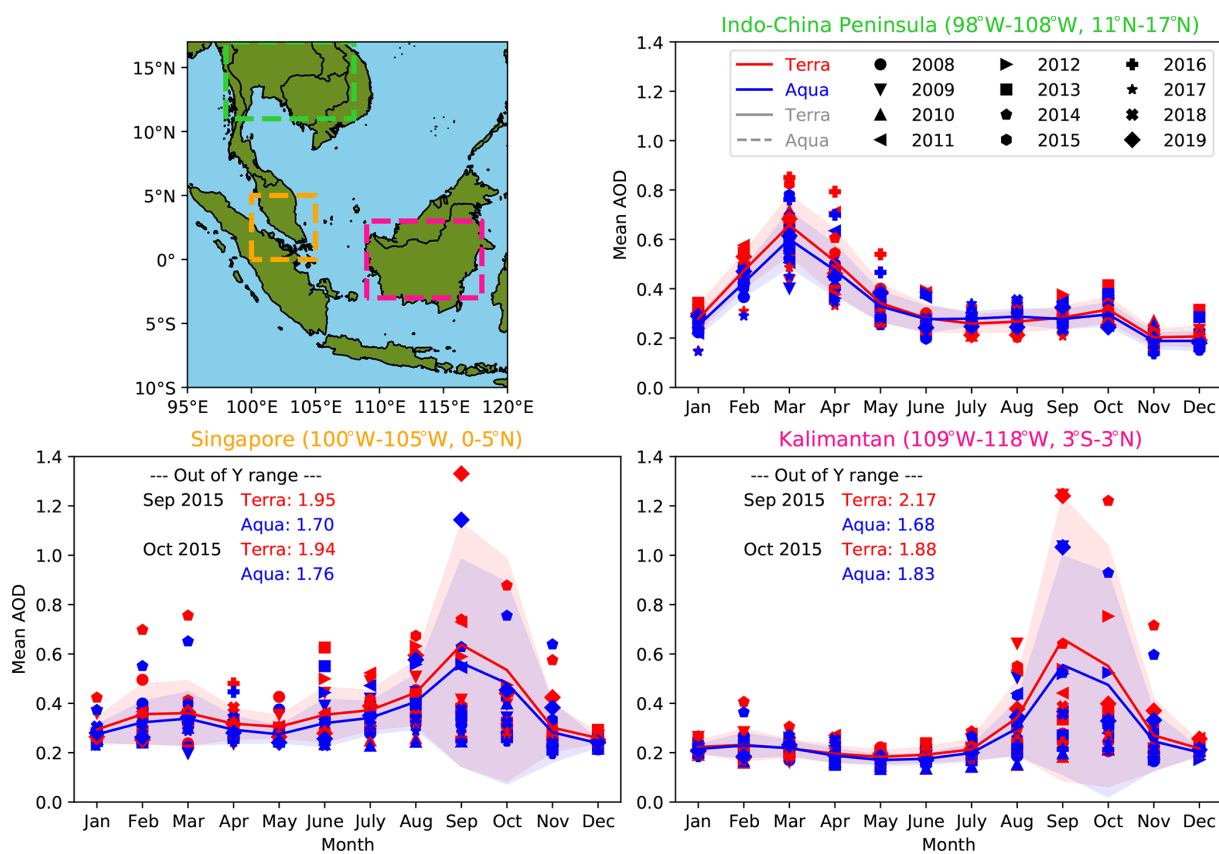 15°N
10°N
5°N
0°
5°S
10°S
95°E 100°E 105°E 110°E 115°E 120°E
Indo-China Peninsula (98°W-108°W, 11°N-17°N)
Mean AOD
1.4
1.2
1.0
0.8
0.6
0.4
0.2
0.0
Terra 2008 2012 2016
Aqua 2009 2013 2017
Terra 2010 2014 2018
Aqua 2011 2015 2019
Jan Feb Mar Apr May June July Aug Sep Oct Nov Dec
Singapore (100°W-105°W, 0-5°N)
Mean AOD
1.4
1.2
1.0
0.8
0.6
0.4
0.2
0.0
--- Out of Y range ---
Sep 2015 Terra: 1.95
Aqua: 1.70
Oct 2015 Terra: 1.94
Aqua: 1.76
Jan Feb Mar Apr May June July Aug Sep Oct Nov Dec
Month
Kalimantan (109°W-118°W, 3°S-3°N)
1.4
1.2
1.0
0.8
0.6
0.4
0.2
0.0
--- Out of Y range ---
Sep 2015 Terra: 2.17
Aqua: 1.68
Oct 2015 Terra: 1.88
Aqua: 1.83
Jan Feb Mar Apr May June July Aug Sep Oct Nov Dec
Month